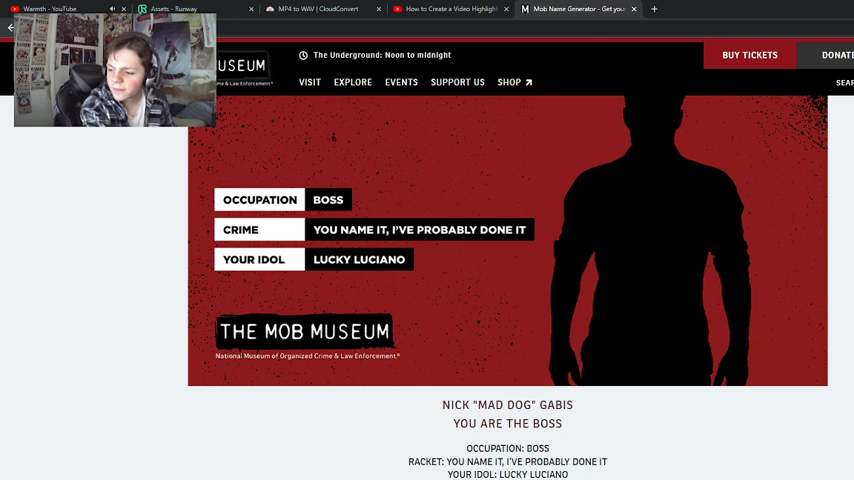 Warmth - YouTube
Assets - Runway
MP4 to WAV | CloudConvert
How to Create a Video Highlight
Mob Name Generator - Get your
USEUM
e & Law Enforcement®
The Underground: Noon to midnight
BUY TICKETS
DONATE
VISIT EXPLORE EVENTS SUPPORT US SHOP
SEAR
OCCUPATION BOSS
CRIME YOU NAME IT, I'VE PROBABLY DONE IT
YOUR IDOL LUCKY LUCIANO
THE MOB MUSEUM
National Museum of Organized Crime & Law Enforcement®
NICK "MAD DOG" GABIS
YOU ARE THE BOSS
OCCUPATION: BOSS
RACKET: YOU NAME IT, I'VE PROBABLY DONE IT
YOUR IDOL: LUCKY LUCIANO